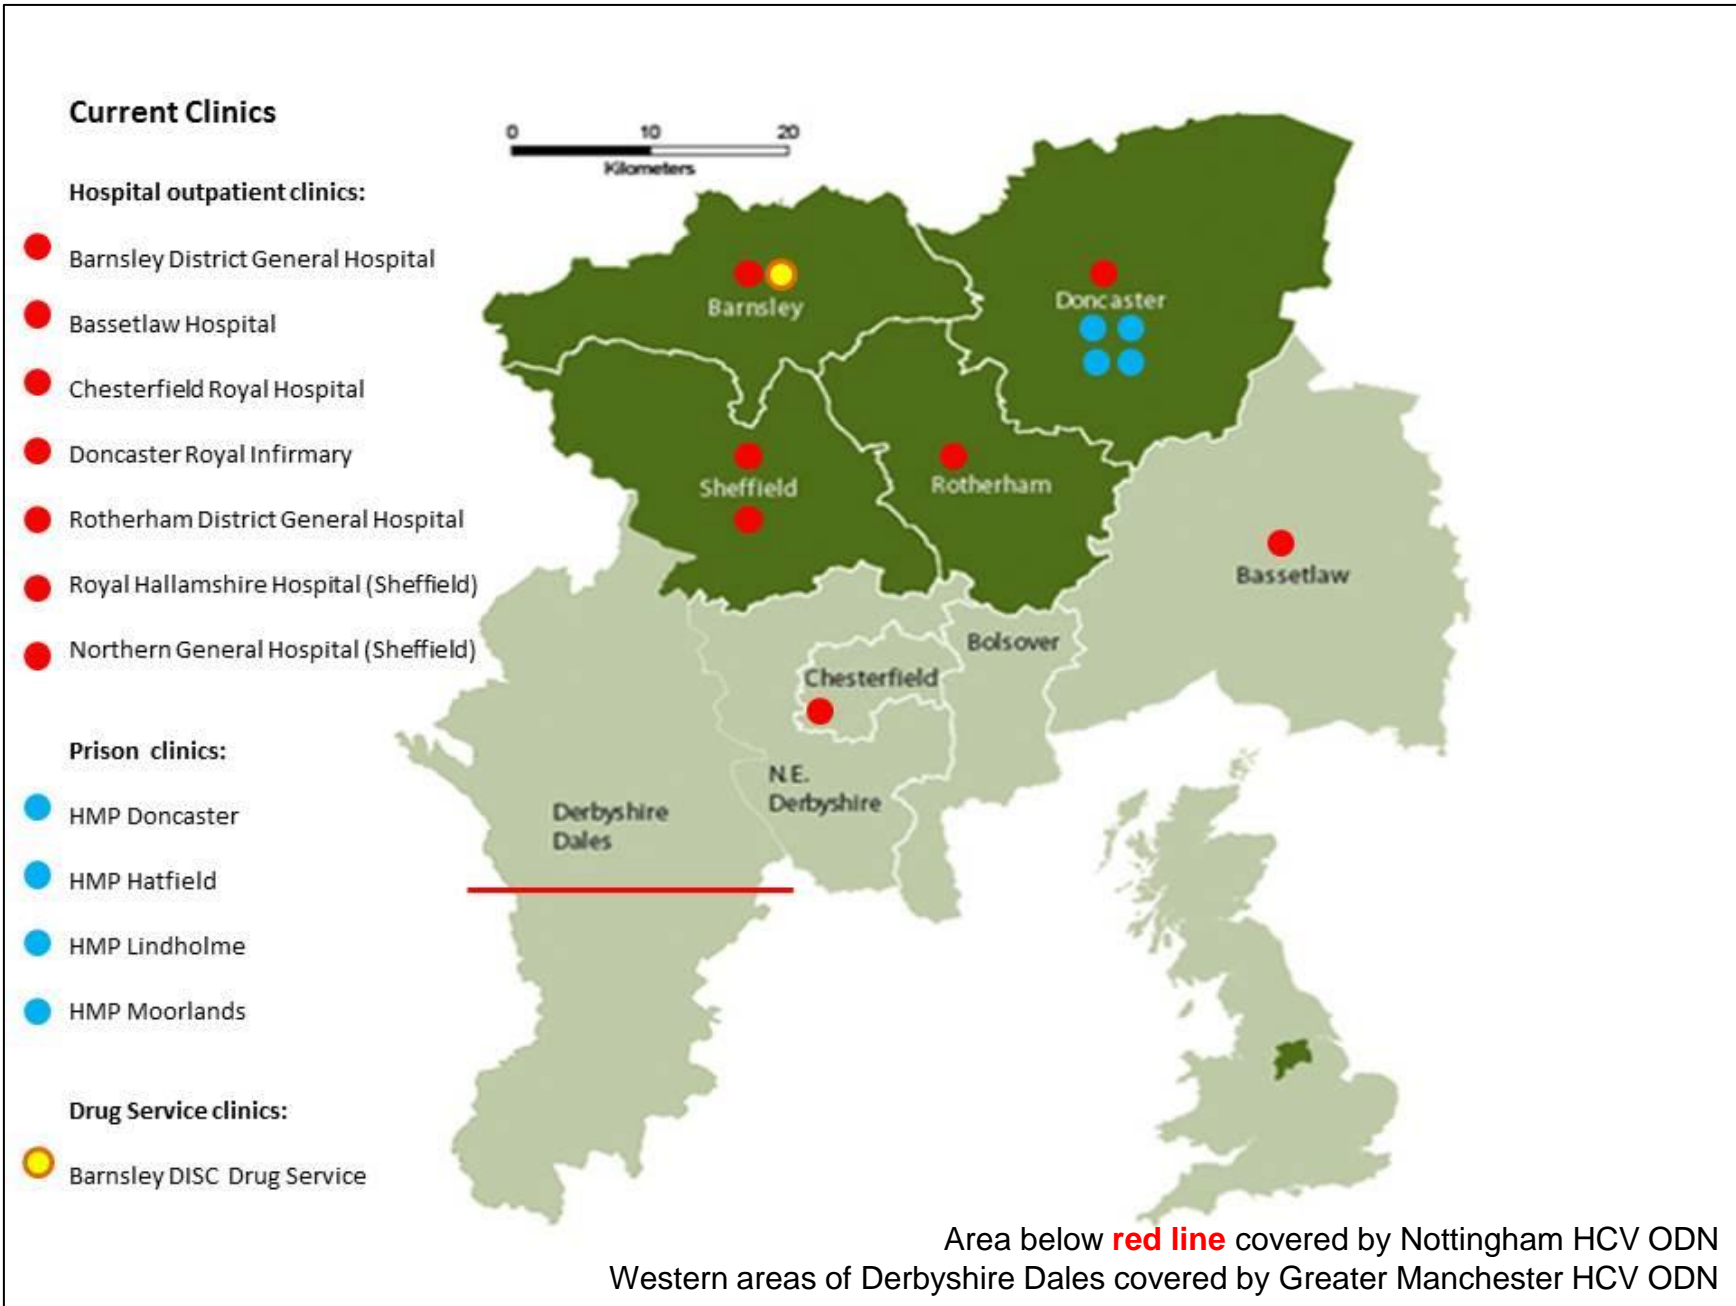 Current Clinics
Hospital outpatient clinics:
Barnsley District General Hospital
Bassetlaw Hospital
Chesterfield Royal Hospital
Doncaster Royal Infirmary
Rotherham District General Hospital
Royal Hallamshire Hospital (Sheffield)
Northern General Hospital (Sheffield)
Prison clinics:
HMP Doncaster
HMP Hatfield
HMP Lindholme
HMP Moorlands
Drug Service clinics:
Barnsley DISC Drug Service
0 10 20
Kilometers
Barnsley
Doncaster
Sheffield
Rotherham
Bassetlaw
Bolsover
Chesterfield
N.E.
Derbyshire
Derbyshire
Dales
Area below red line covered by Nottingham HCV ODN
Western areas of Derbyshire Dales covered by Greater Manchester HCV ODN